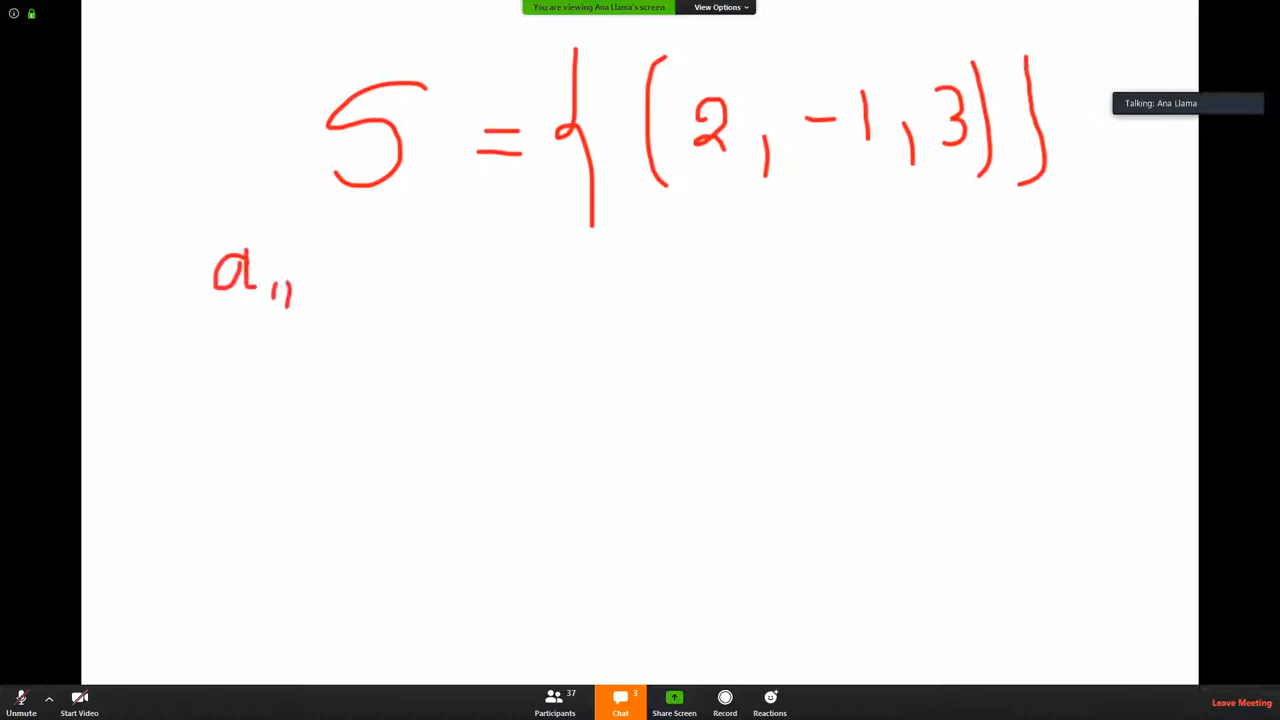 You are viewing Ana Llama's screen View Options
S = { (2, -1, 3) }
Talking: Ana Llama
a₁₁
37 3
Unmute Start Video Participants Chat Share Screen Record Reactions Leave Meeting